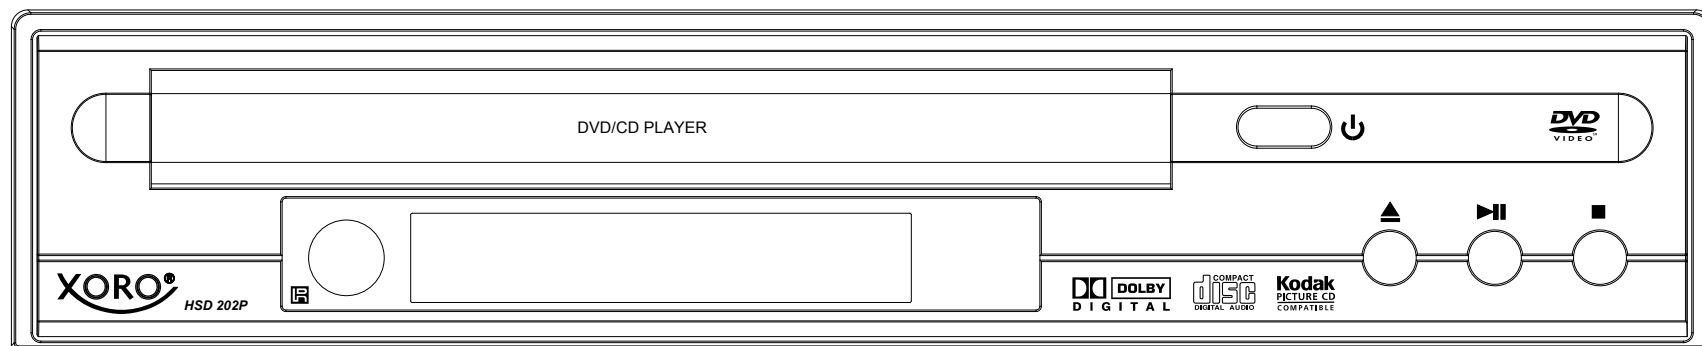 DVD/CD PLAYER
DVD
VIDEO
XORO®
HSD 202P
DOLBY
DIGITAL
COMPACT
disc
DIGITAL AUDIO
Kodak
PICTURE CD
COMPATIBLE